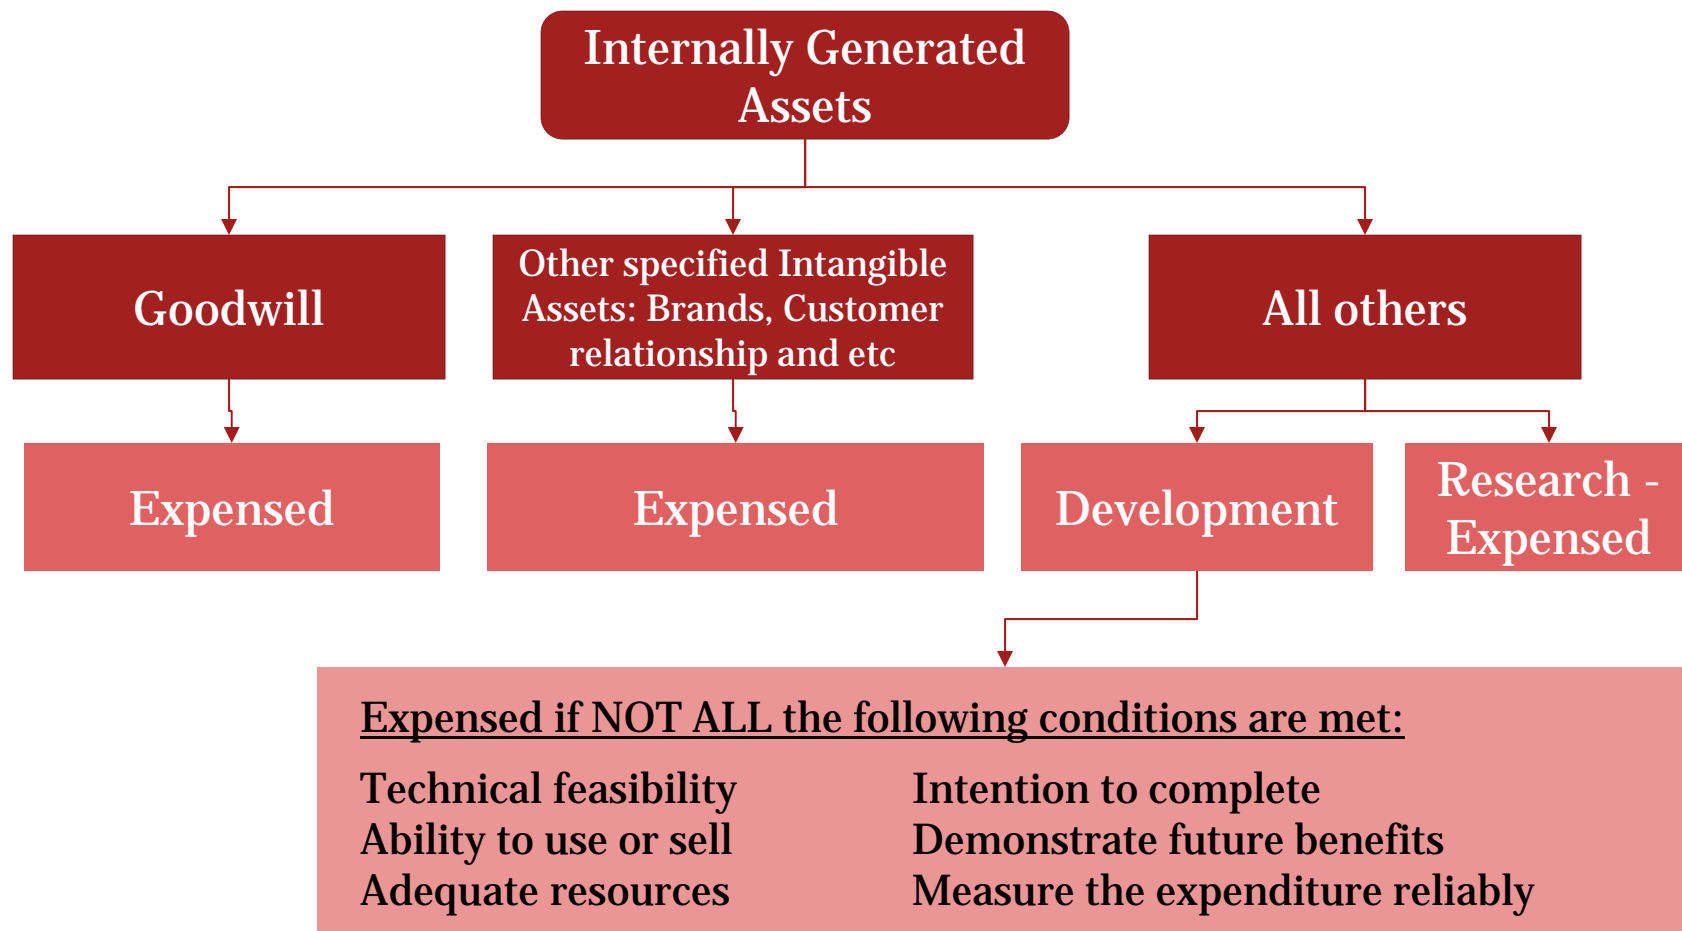 Internally Generated
Assets
Goodwill
Other specified Intangible
Assets: Brands, Customer
relationship and etc
All others
Expensed
Expensed
Development
Research -
Expensed
Expensed if NOT ALL the following conditions are met:
Technical feasibility
Intention to complete
Ability to use or sell
Demonstrate future benefits
Adequate resources
Measure the expenditure reliably